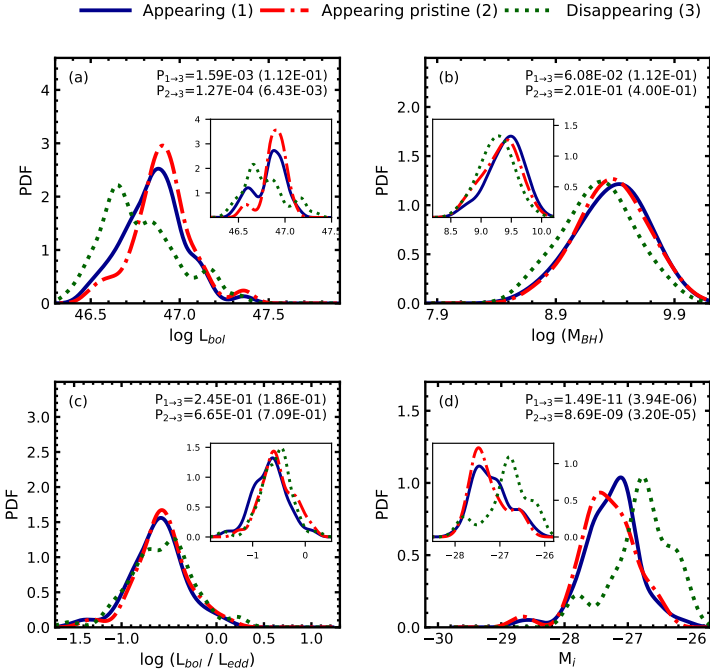 Appearing (1) Appearing pristine (2) Disappearing (3)
(a)
P1→3=1.59E-03 (1.12E-01)
P2→3=1.27E-04 (6.43E-03)
PDF
4
3
2
1
0
46.5 47.0 47.5
log Lbol
4
3
2
1
46.5 47.0 47.5
(b)
P1→3=6.08E-02 (1.12E-01)
P2→3=2.01E-01 (4.00E-01)
PDF
2.5
2.0
1.5
1.0
0.5
0.0
7.9 8.9 9.9
log (MBH)
1.5
1.0
0.5
8.5 9.0 9.5 10.0
(c)
P1→3=2.45E-01 (1.86E-01)
P2→3=6.65E-01 (7.09E-01)
PDF
3.5
3.0
2.5
2.0
1.5
1.0
0.5
0.0
−1.5 −1.0 −0.5 0.0 0.5 1.0
log (Lbol / Ledd)
1.5
1.0
0.5
0.0
−1 0
(d)
P1→3=1.49E-11 (3.94E-06)
P2→3=8.69E-09 (3.20E-05)
PDF
1.5
1.0
0.5
0.0
−30 −29 −28 −27 −26
Mi
1.0
0.5
0.0
−28 −27 −26